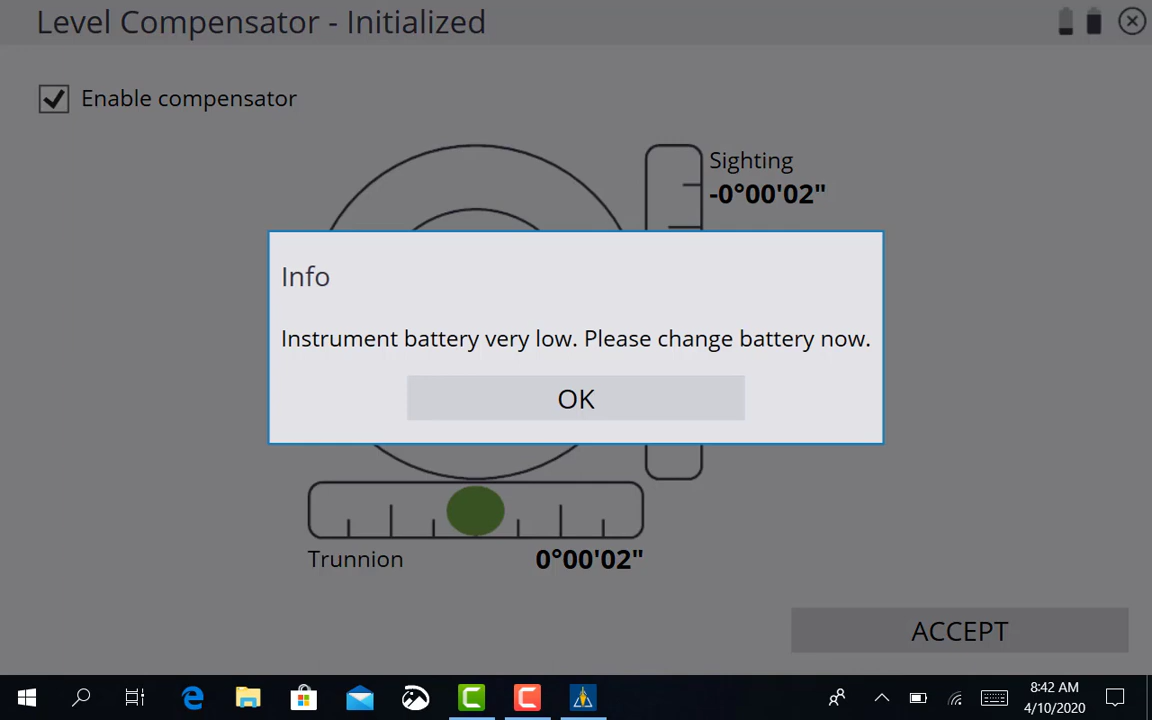 Level Compensator - Initialized
Enable compensator
Sighting
-0°00'02"
Info
Instrument battery very low. Please change battery now.
OK
Trunnion 0°00'02"
ACCEPT
8:42 AM
4/10/2020